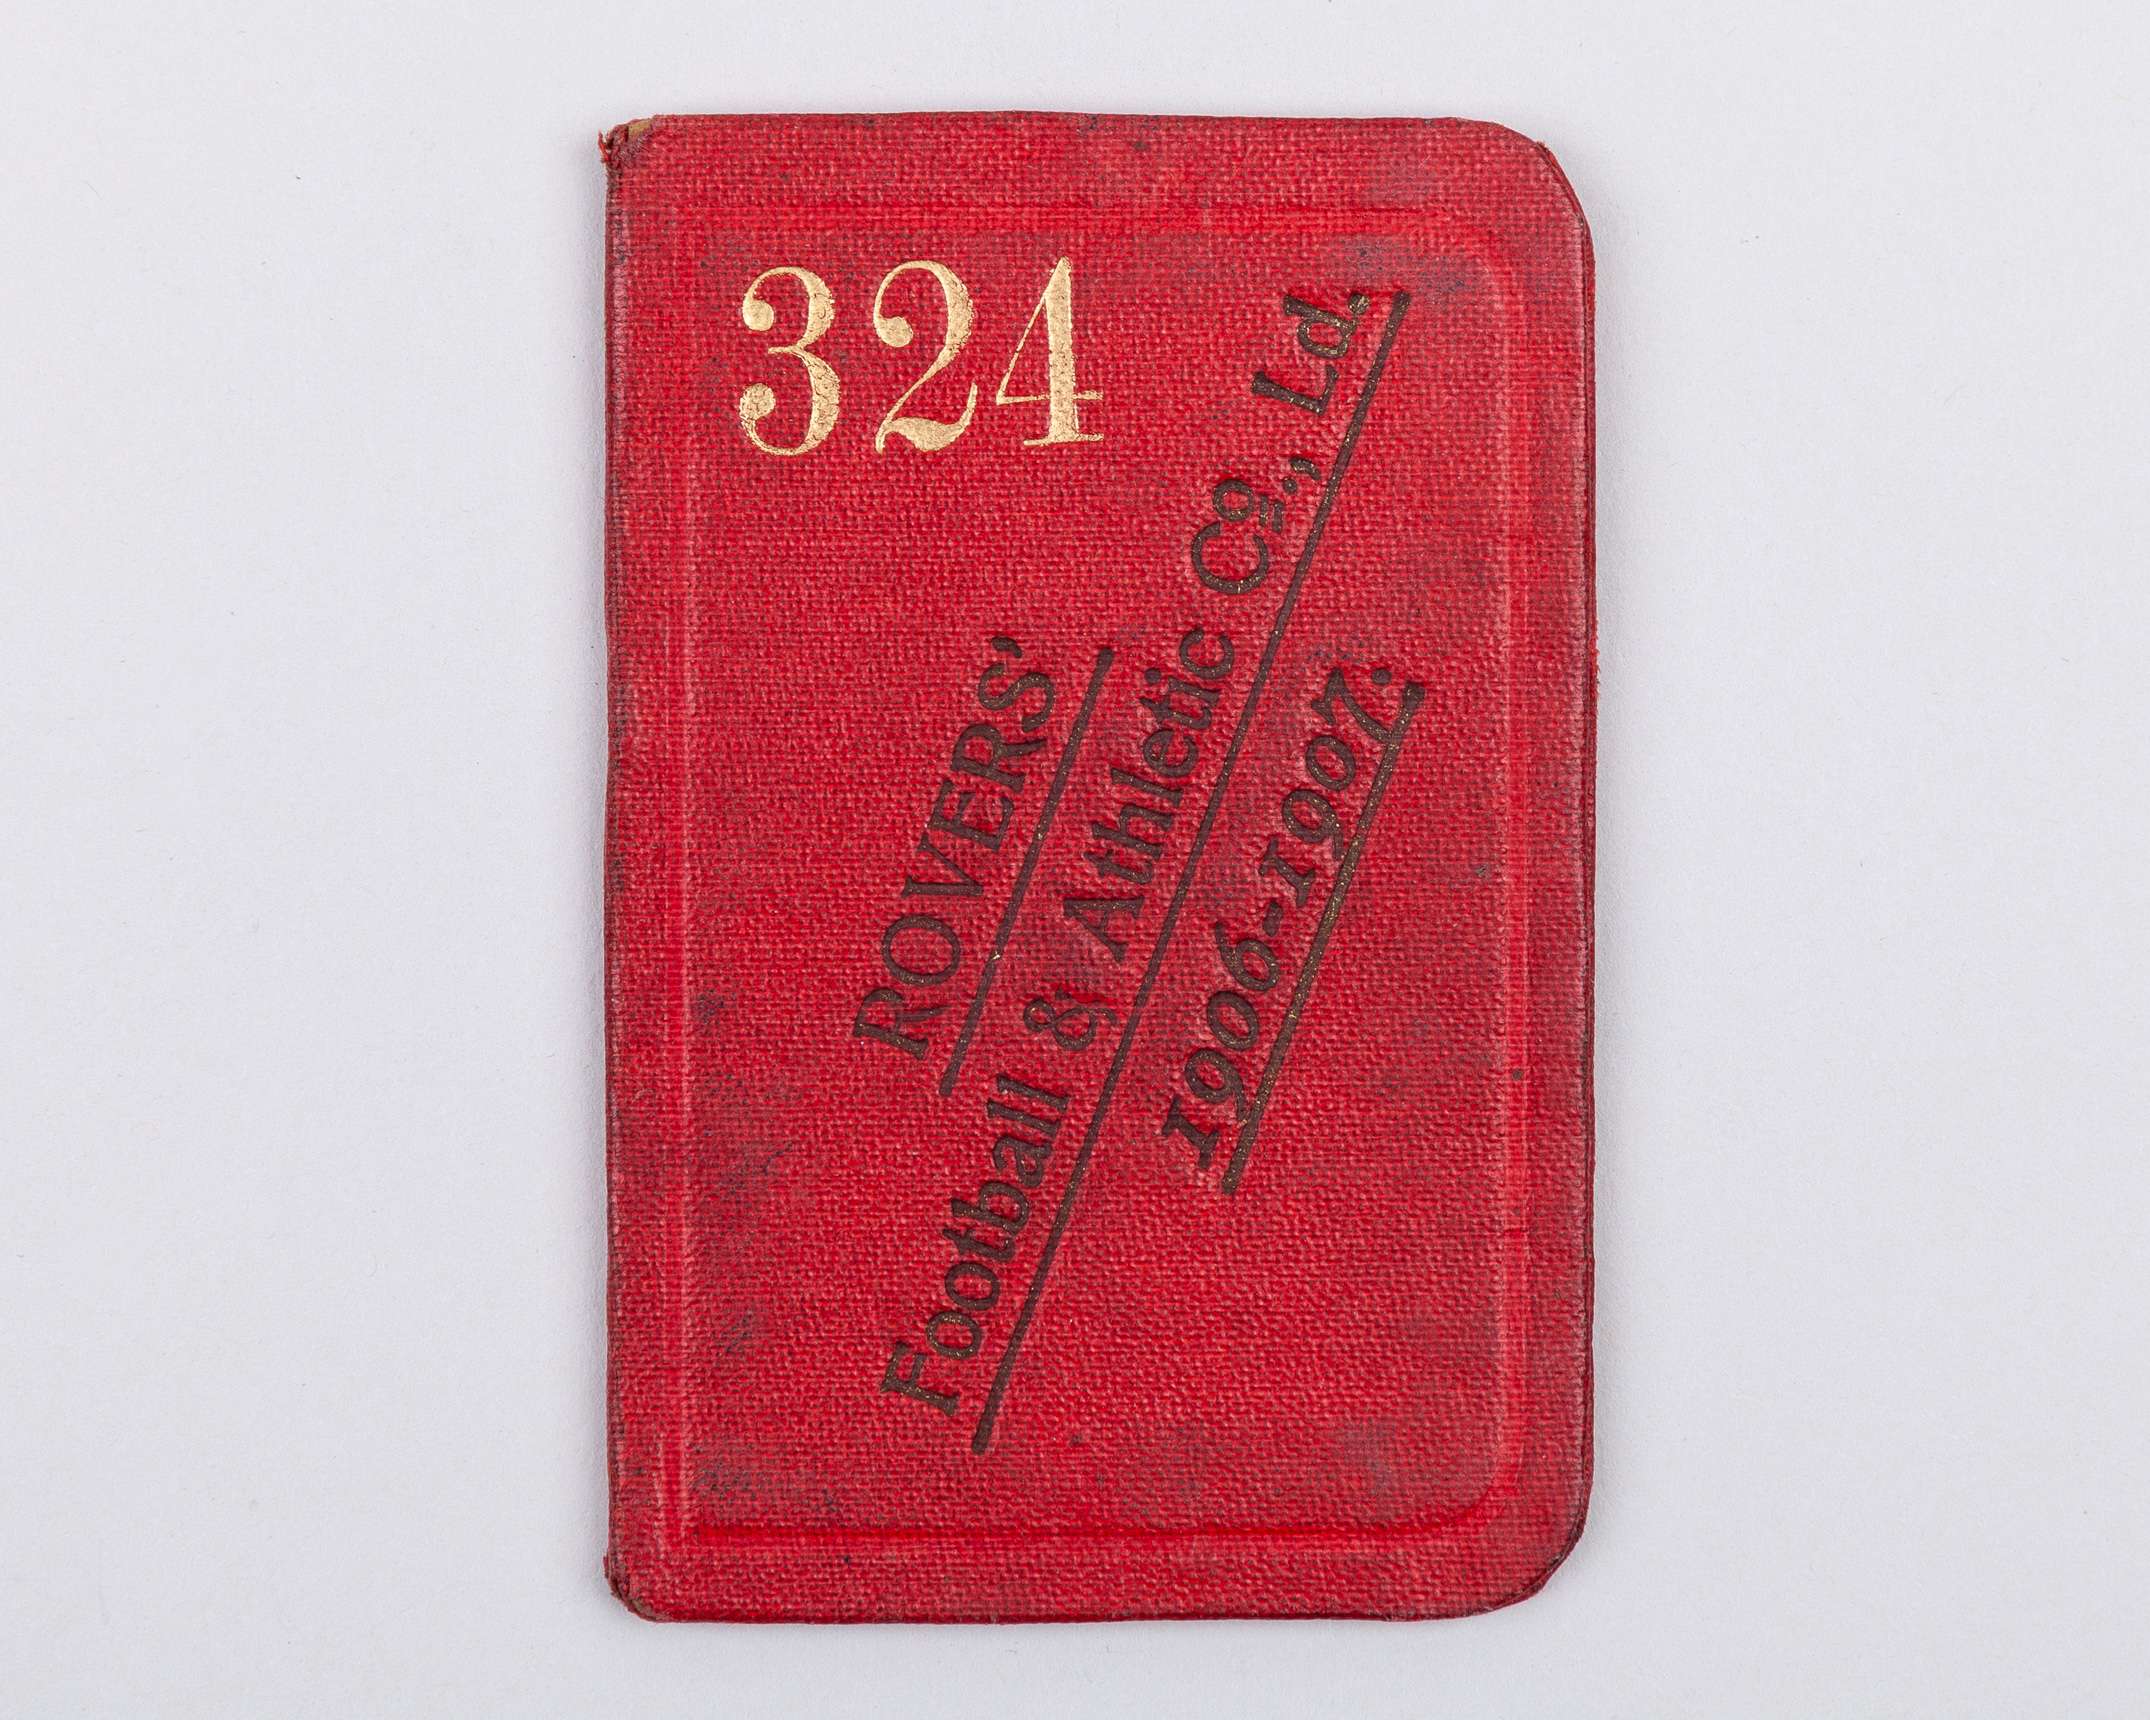 324
ROVERS'
Football & Athletic Co., Ld.
1906-1907.